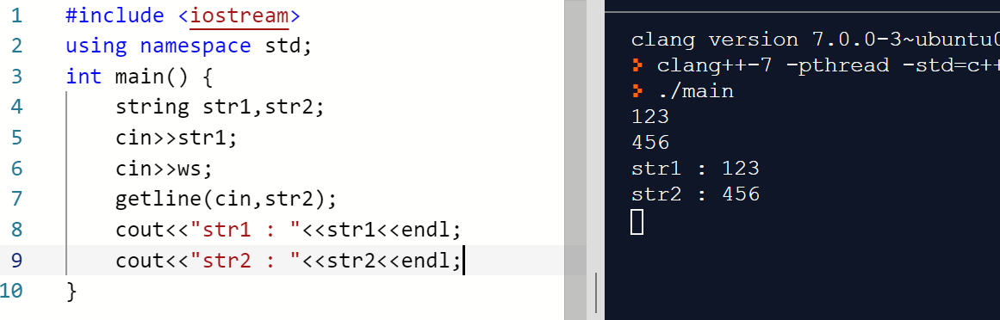 1 #include <iostream>
2 using namespace std;
3 int main() {
4 string str1,str2;
5 cin>>str1;
6 cin>>ws;
7 getline(cin,str2);
8 cout<<"str1 : "<<str1<<endl;
9 cout<<"str2 : "<<str2<<endl;
10 }
clang version 7.0.0-3~ubuntu0
clang++-7 -pthread -std=c++
./main
123
456
str1 : 123
str2 : 456